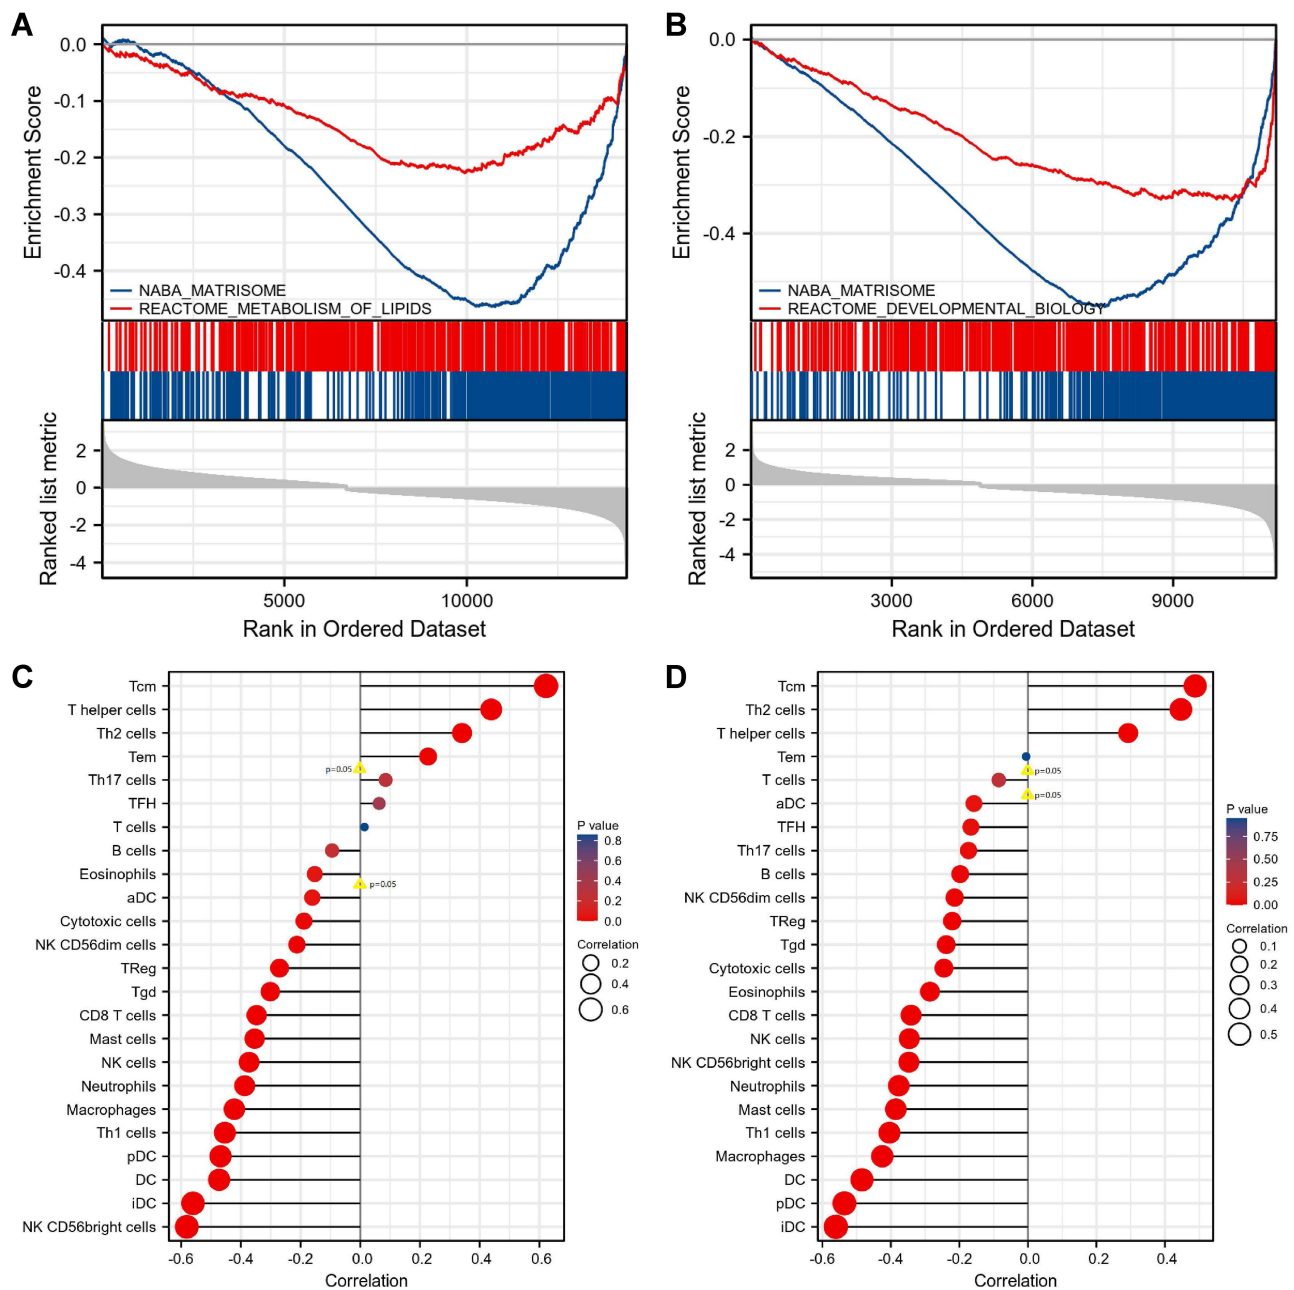 A
0.0
-0.1
-0.2
-0.3
-0.4
Enrichment Score
NABA_MATRISOME
REACTOME_METABOLISM_OF_LIPIDS
2
0
-2
-4
Ranked list metric
5000
10000
Rank in Ordered Dataset
B
0.0
-0.2
-0.4
Enrichment Score
NABA_MATRISOME
REACTOME_DEVELOPMENTAL_BIOLOGY
2
0
-2
-4
Ranked list metric
3000
6000
9000
Rank in Ordered Dataset
C
Tcm
T helper cells
Th2 cells
Tem
Th17 cells
TFH
T cells
B cells
Eosinophils
aDC
Cytotoxic cells
NK CD56dim cells
TReg
Tgd
CD8 T cells
Mast cells
NK cells
Neutrophils
Macrophages
Th1 cells
pDC
DC
iDC
NK CD56bright cells
p=0.05
p=0.05
-0.6
-0.4
-0.2
0.0
0.2
0.4
0.6
Correlation
P value
0.8
0.6
0.4
0.2
0.0
Correlation
0.2
0.4
0.6
D
Tcm
Th2 cells
T helper cells
Tem
T cells
aDC
TFH
Th17 cells
B cells
NK CD56dim cells
TReg
Tgd
Cytotoxic cells
Eosinophils
CD8 T cells
NK cells
NK CD56bright cells
Neutrophils
Mast cells
Th1 cells
Macrophages
DC
pDC
iDC
p=0.05
p=0.05
-0.6
-0.4
-0.2
0.0
0.2
0.4
Correlation
P value
0.75
0.50
0.25
0.00
Correlation
0.1
0.2
0.3
0.4
0.5